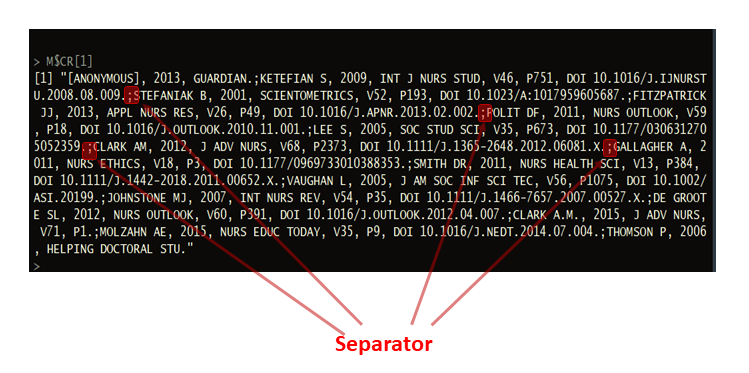 > M$CR[1]
[1] "[ANONYMOUS], 2013, GUARDIAN.;KETEFIAN S, 2009, INT J NURS STUD, V46, P751, DOI 10.1016/J.IJNURST
U.2008.08.009.;STEFANIAK B, 2001, SCIENTOMETRICS, V52, P193, DOI 10.1023/A:1017959605687.;FITZPATRICK
JJ, 2013, APPL NURS RES, V26, P49, DOI 10.1016/J.APNR.2013.02.002.;POLIT DF, 2011, NURS OUTLOOK, V59
, P18, DOI 10.1016/J.OUTLOOK.2010.11.001.;LEE S, 2005, SOC STUD SCI, V35, P673, DOI 10.1177/030631270
5052359.;CLARK AM, 2012, J ADV NURS, V68, P2373, DOI 10.1111/J.1365-2648.2012.06081.X.;GALLAGHER A, 2
011, NURS ETHICS, V18, P3, DOI 10.1177/0969733010388353.;SMITH DR, 2011, NURS HEALTH SCI, V13, P384,
DOI 10.1111/J.1442-2018.2011.00652.X.;VAUGHAN L, 2005, J AM SOC INF SCI TEC, V56, P1075, DOI 10.1002/
ASI.20199.;JOHNSTONE MJ, 2007, INT NURS REV, V54, P35, DOI 10.1111/J.1466-7657.2007.00527.X.;DE GROOT
E SL, 2012, NURS OUTLOOK, V60, P391, DOI 10.1016/J.OUTLOOK.2012.04.007.;CLARK A.M., 2015, J ADV NURS,
V71, P1.;MOLZAHN AE, 2015, NURS EDUC TODAY, V35, P9, DOI 10.1016/J.NEDT.2014.07.004.;THOMSON P, 2006
, HELPING DOCTORAL STU."
>
Separator